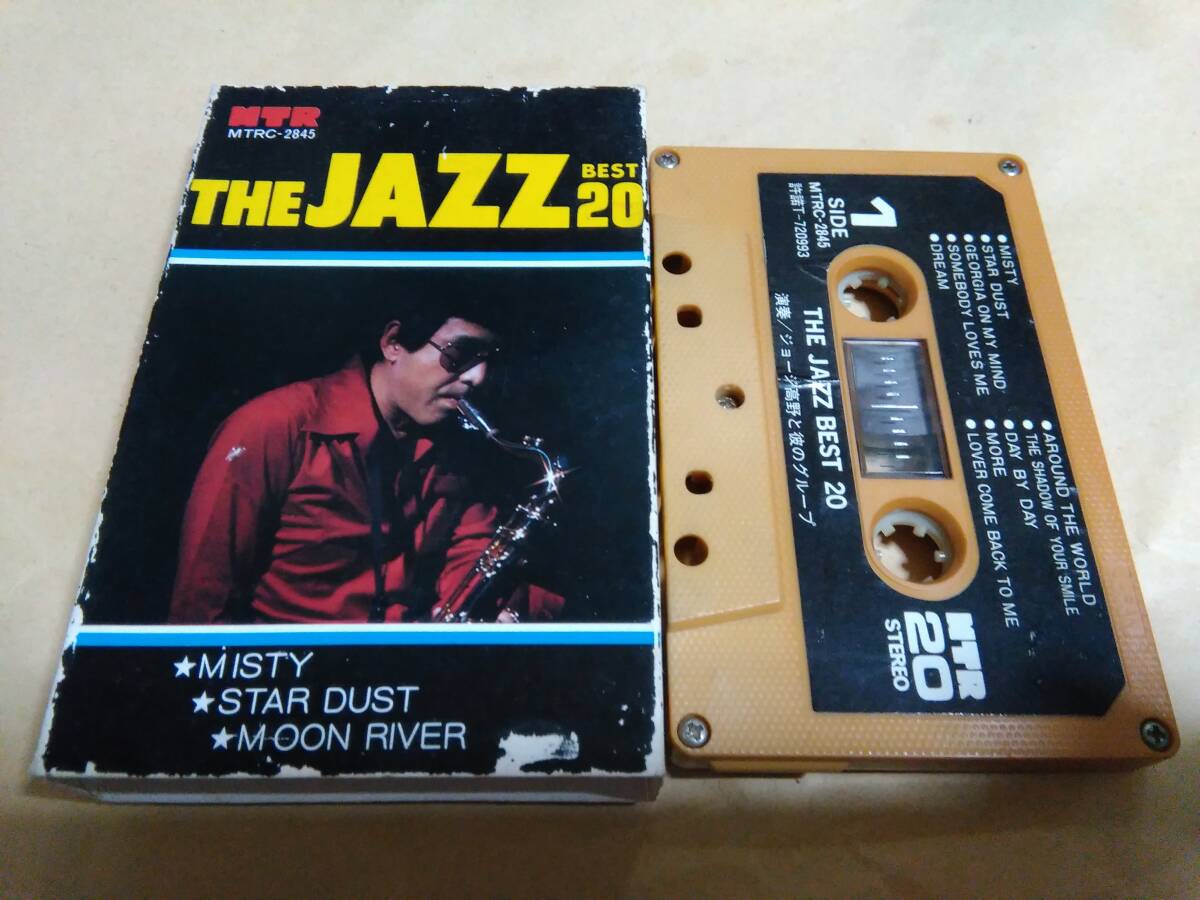 NTR
MTRC-2845
THE JAZZ BEST 20
★MISTY
★STAR DUST
★MOON RIVER
SIDE 1
MTRC-2845
許諾T-720993
●MISTY
●STAR DUST
●GEORGIA ON MY MIND
●SOMEBODY LOVES ME
●DREAM
●AROUND THE WORLD
●THE SHADOW OF YOUR SMILE
●DAY BY DAY
●MORE
●LOVER COME BACK TO ME
THE JAZZ BEST 20
演奏/ジョージ高野と彼のグループ
NTR
20
STEREO